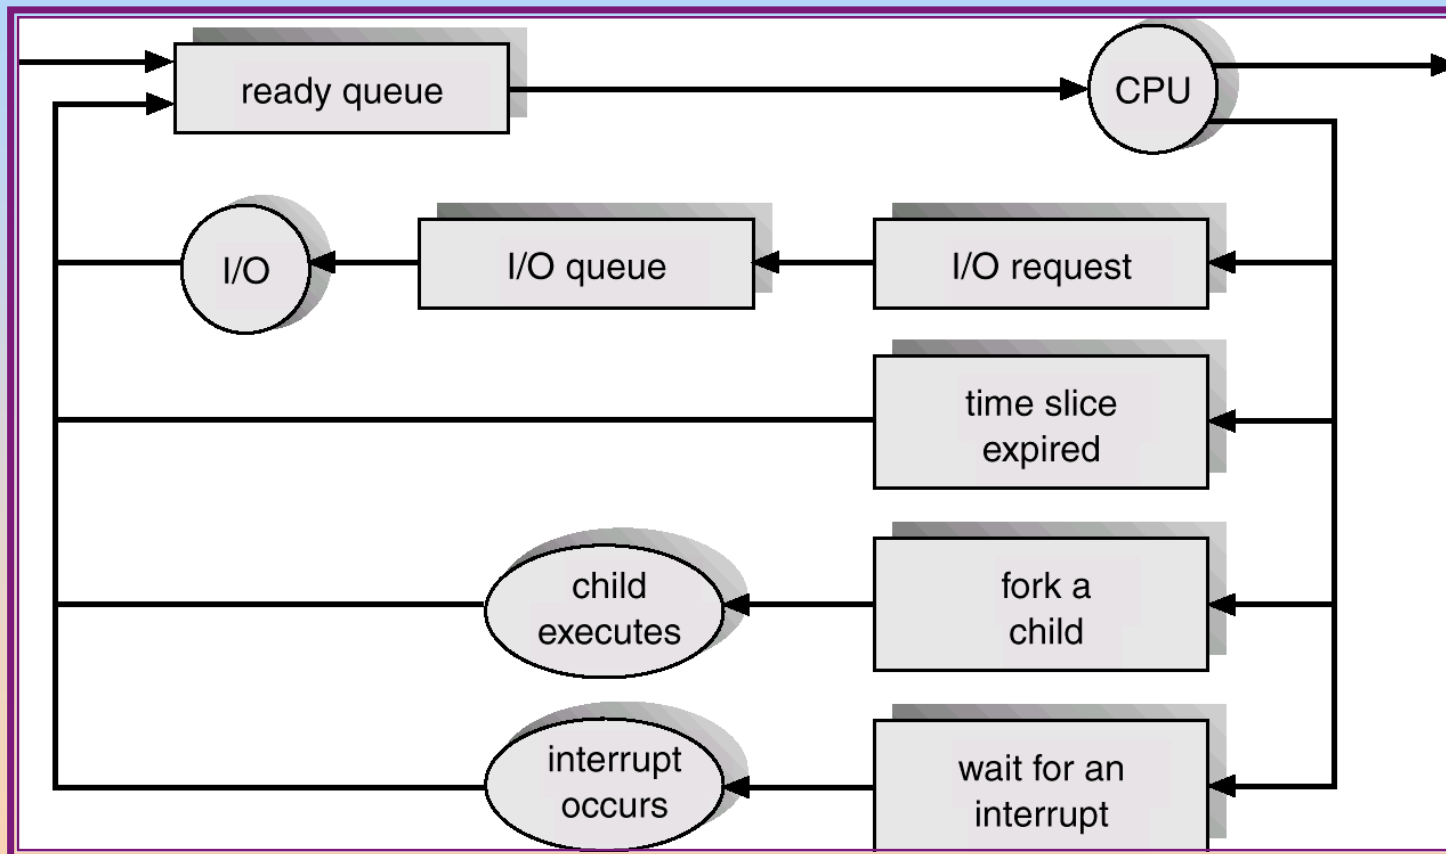 ready queue
CPU
I/O
I/O queue
I/O request
time slice
expired
child
executes
fork a
child
interrupt
occurs
wait for an
interrupt